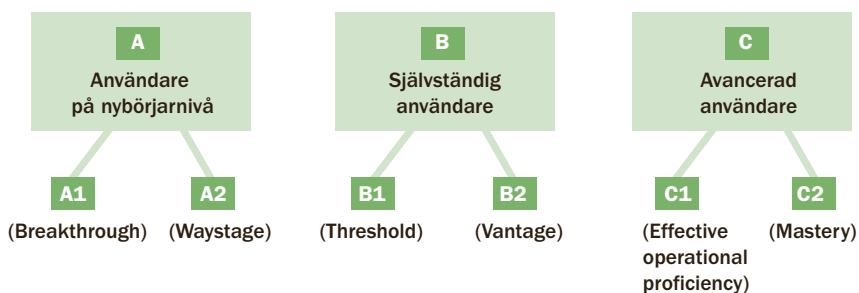 A
Användare
på nybörjarnivå
B
Självständig
användare
C
Avancerad
användare
A1
(Breakthrough)
A2
(Waystage)
B1
(Threshold)
B2
(Vantage)
C1
(Effective
operational
proficiency)
C2
(Mastery)